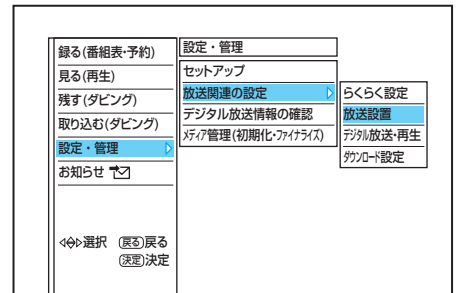 録る(番組表・予約)
見る(再生)
残す(ダビング)
取り込む(ダビング)
設定・管理
お知らせ
選択 戻る 戻る
決定 決定
設定・管理
セットアップ
放送関連の設定
デジタル放送情報の確認
メディア管理(初期化・ファイナライズ)
らくらく設定
放送設置
デジタル放送・再生
ダウンロード設定